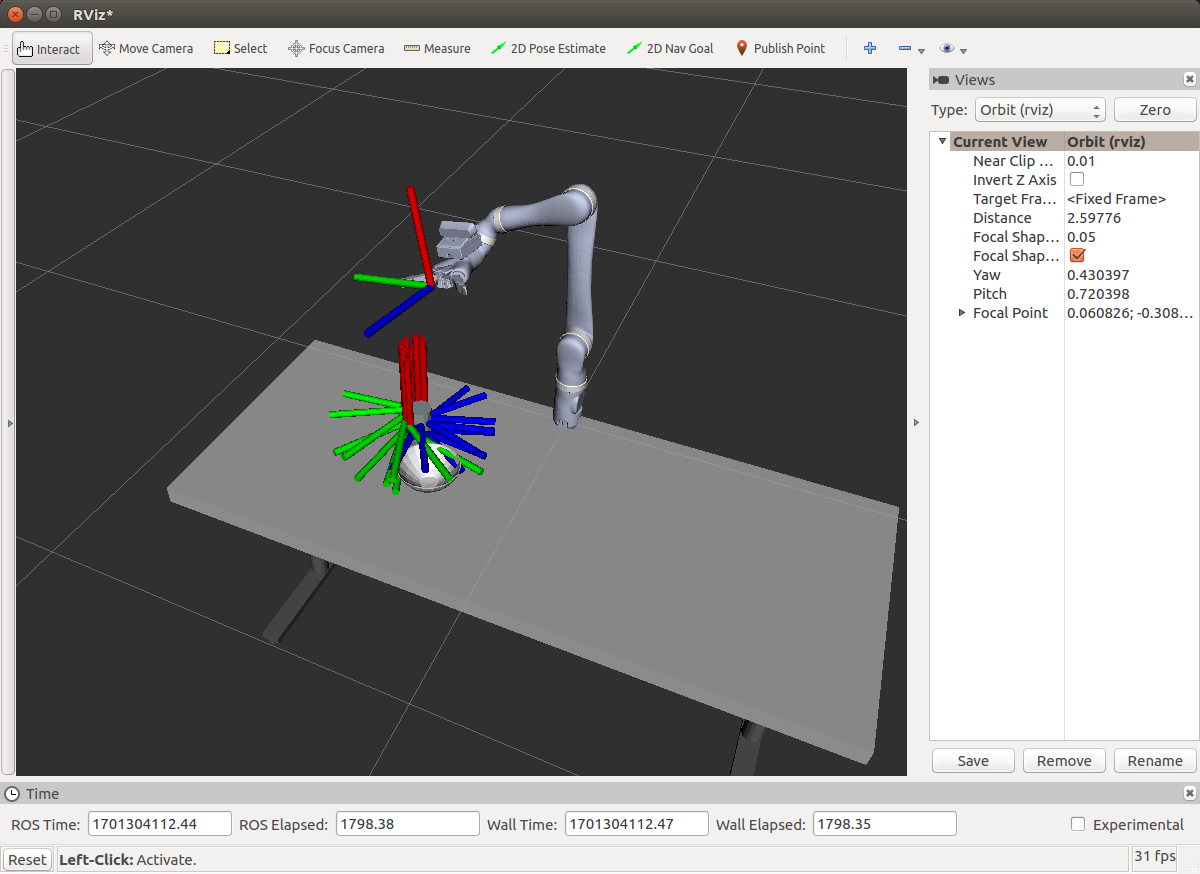 RViz*
Interact Move Camera Select Focus Camera Measure 2D Pose Estimate 2D Nav Goal Publish Point
Views
Type: Orbit (rviz) Zero
Current View Orbit (rviz)
Near Clip ... 0.01
Invert Z Axis
Target Fra... <Fixed Frame>
Distance 2.59776
Focal Shap... 0.05
Focal Shap...
Yaw 0.430397
Pitch 0.720398
Focal Point 0.060826; -0.308...
Save Remove Rename
Time
ROS Time: 1701304112.44 ROS Elapsed: 1798.38 Wall Time: 1701304112.47 Wall Elapsed: 1798.35 Experimental
Reset Left-Click: Activate. 31 fps